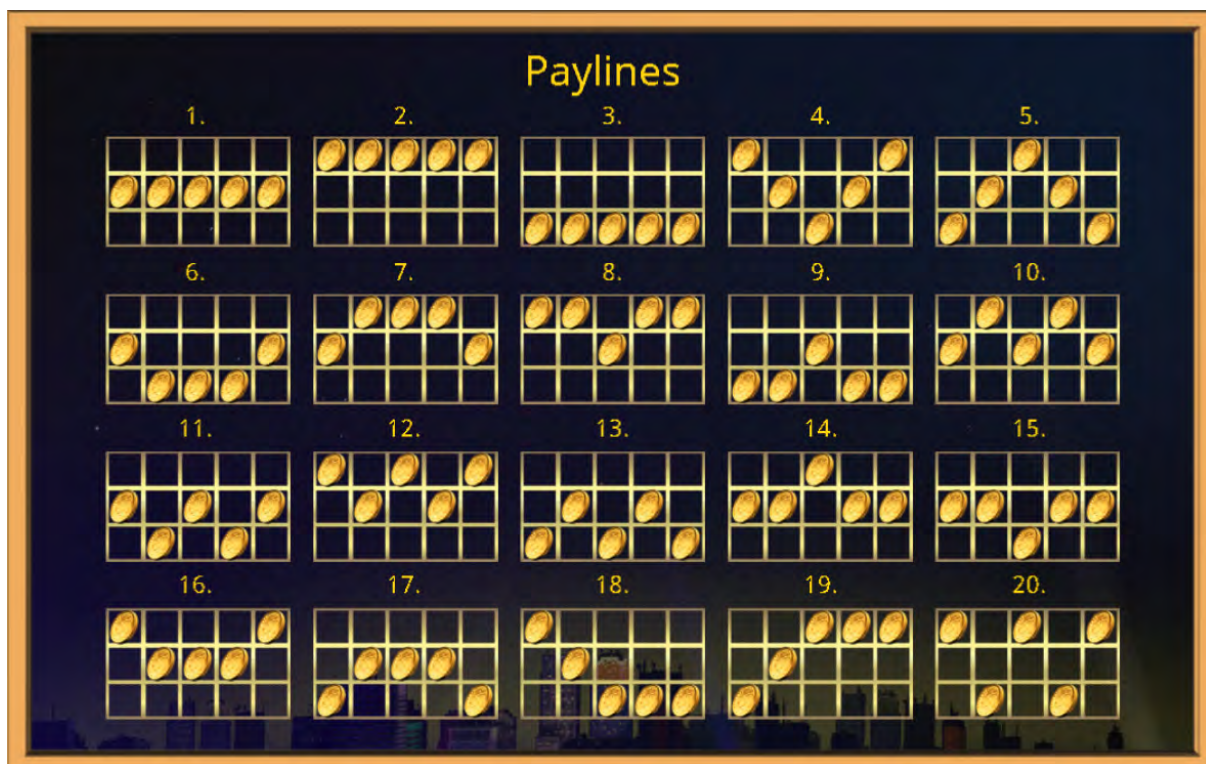 Paylines
1. 2. 3. 4. 5.
6. 7. 8. 9. 10.
11. 12. 13. 14. 15.
16. 17. 18. 19. 20.